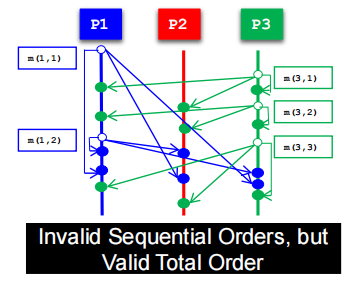 P1 P2 P3
m(1,1)
m(3,1)
m(3,2)
m(1,2)
m(3,3)
Invalid Sequential Orders, but
Valid Total Order